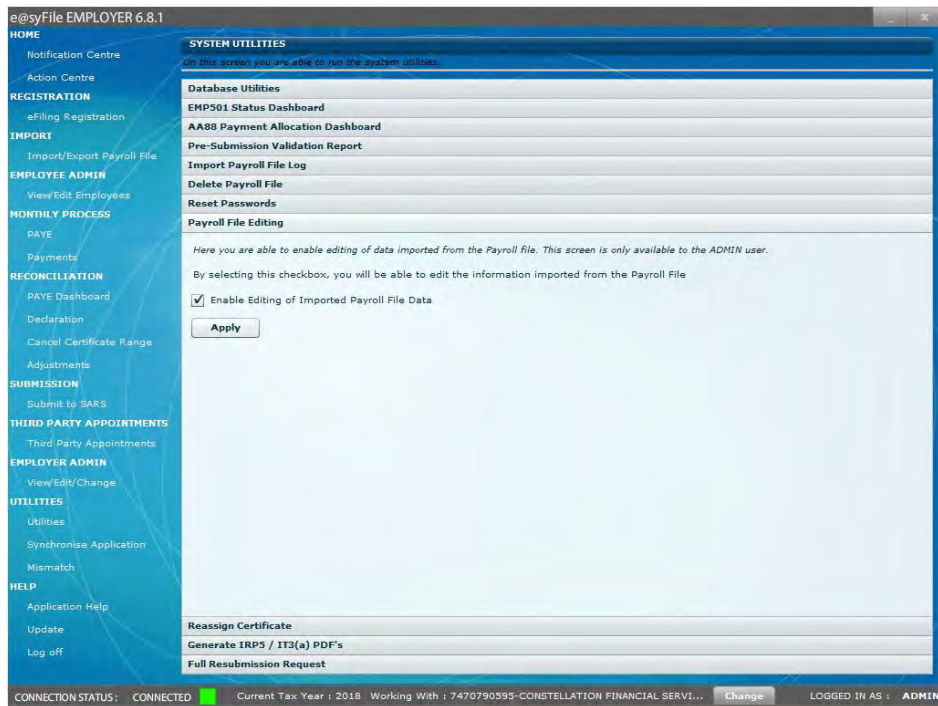 e@syFile EMPLOYER 6.8.1
HOME
Notification Centre
Action Centre
REGISTRATION
eFiling Registration
IMPORT
Import/Export Payroll File
EMPLOYEE ADMIN
View/Edit Employees
MONTHLY PROCESS
PAYE
Payments
RECONCILIATION
PAYE Dashboard
Declaration
Cancel Certificate Range
Adjustments
SUBMISSION
Submit to SARS
THIRD PARTY APPOINTMENTS
Third Party Appointments
EMPLOYER ADMIN
View/Edit/Change
UTILITIES
Utilities
Synchronise Application
Mismatch
HELP
Application Help
Update
Log off
SYSTEM UTILITIES
On this screen you are able to run the system utilities.
Database Utilities
EMP501 Status Dashboard
AA88 Payment Allocation Dashboard
Pre-Submission Validation Report
Import Payroll File Log
Delete Payroll File
Reset Passwords
Payroll File Editing
Here you are able to enable editing of data imported from the Payroll file. This screen is only available to the ADMIN user.
By selecting this checkbox, you will be able to edit the information imported from the Payroll File
Enable Editing of Imported Payroll File Data
Apply
Reassign Certificate
Generate IRP5 / IT3(a) PDF's
Full Resubmission Request
CONNECTION STATUS : CONNECTED Current Tax Year : 2018 Working With : 7470790595-CONSTELLATION FINANCIAL SERVI... Change LOGGED IN AS : ADMIN